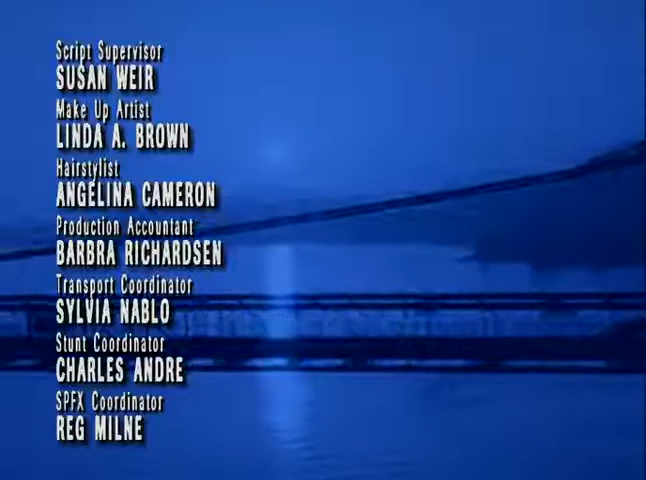 Script Supervisor
SUSAN WEIR
Make Up Artist
LINDA A. BROWN
Hairstylist
ANGELINA CAMERON
Production Accountant
BARBRA RICHARDSEN
Transport Coordinator
SYLVIA NABLO
Stunt Coordinator
CHARLES ANDRE
SPFX Coordinator
REG MILNE